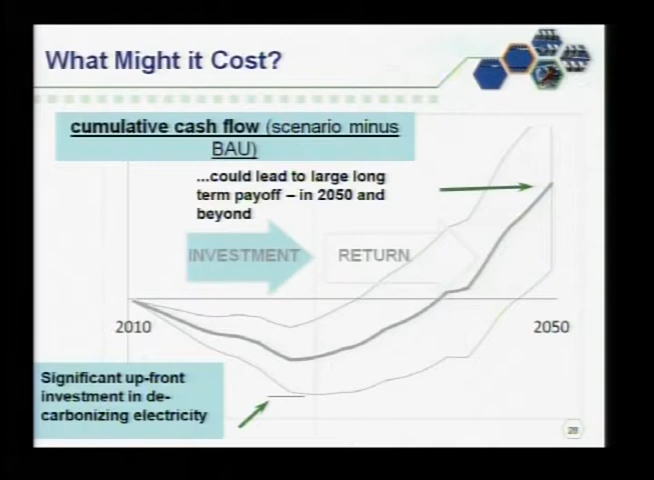 What Might it Cost?
cumulative cash flow (scenario minus
BAU)
...could lead to large long
term payoff – in 2050 and
beyond
INVESTMENT
RETURN
2010
2050
Significant up-front
investment in de-
carbonizing electricity
28